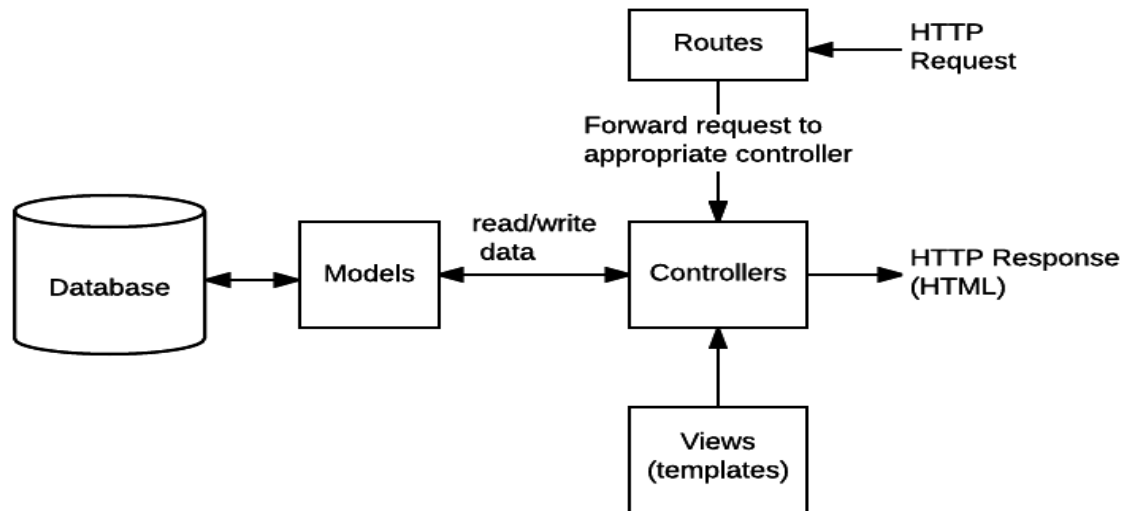 Routes
HTTP
Request
Forward request to
appropriate controller
Database
Models
read/write
data
Controllers
HTTP Response
(HTML)
Views
(templates)